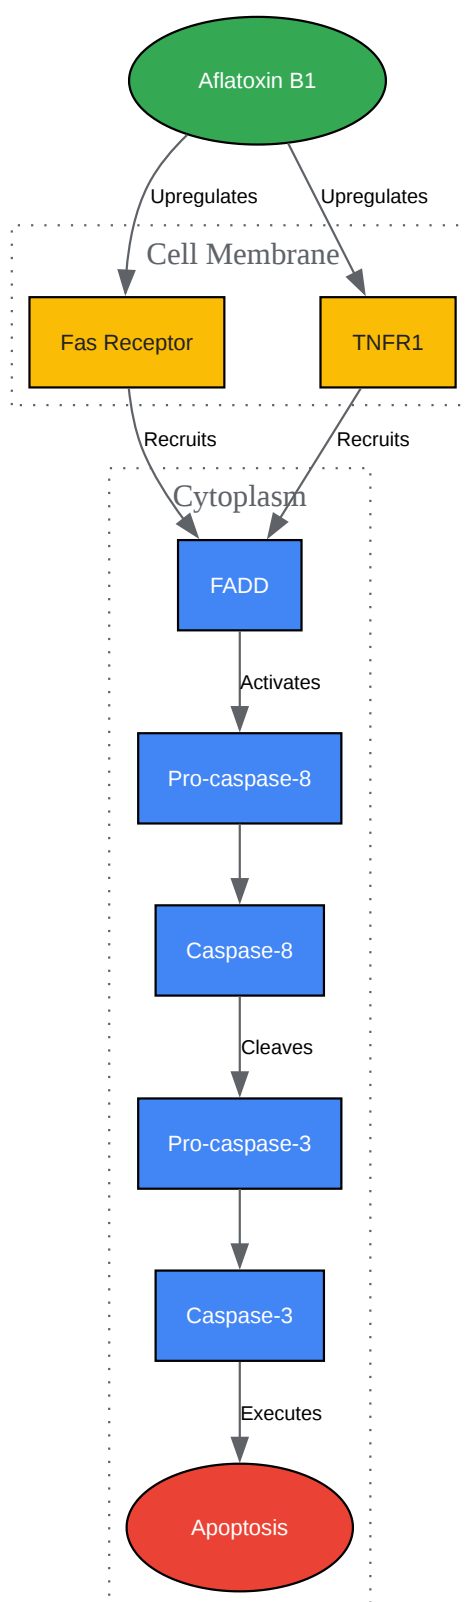 Aflatoxin B1
Upregulates
Upregulates
Cell Membrane
Fas Receptor
TNFR1
Recruits
Recruits
Cytoplasm
FADD
Activates
Pro-caspase-8
Caspase-8
Cleaves
Pro-caspase-3
Caspase-3
Executes
Apoptosis